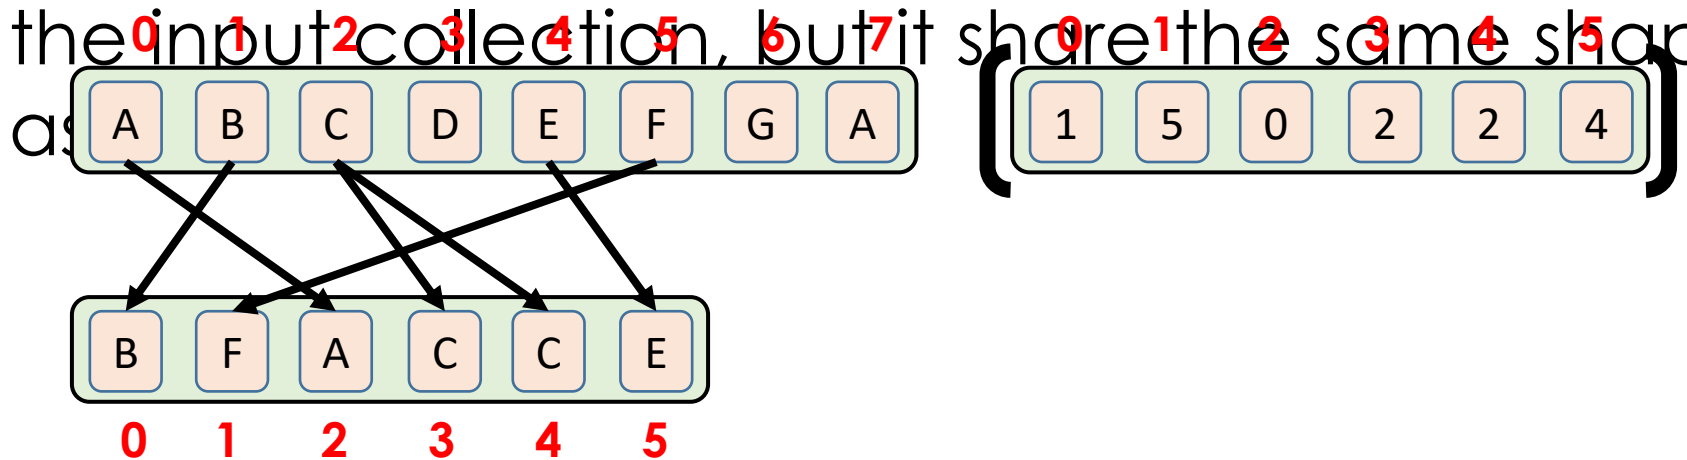 the input collection, but it share the same shap
as
0 1 2 3 4 5 6 7
0 1 2 3 4 5
A B C D E F G A
1 5 0 2 2 4
B F A C C E
0 1 2 3 4 5